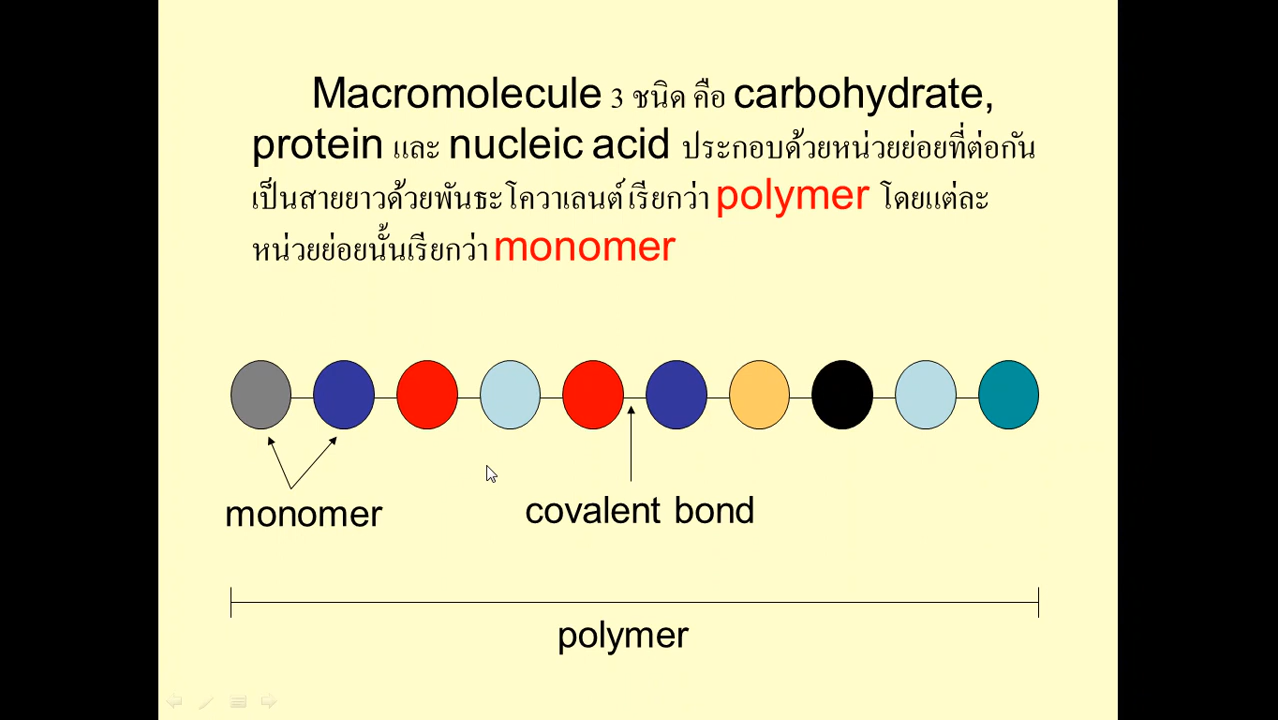 Macromolecule 3 ชนิด คือ carbohydrate,
protein และ nucleic acid ประกอบด้วยหน่วยย่อยที่ต่อกัน
เป็นสายยาวด้วยพันธะโควาเลนต์ เรียกว่า polymer โดยแต่ละ
หน่วยย่อยนั้นเรียกว่า monomer
monomer
covalent bond
polymer